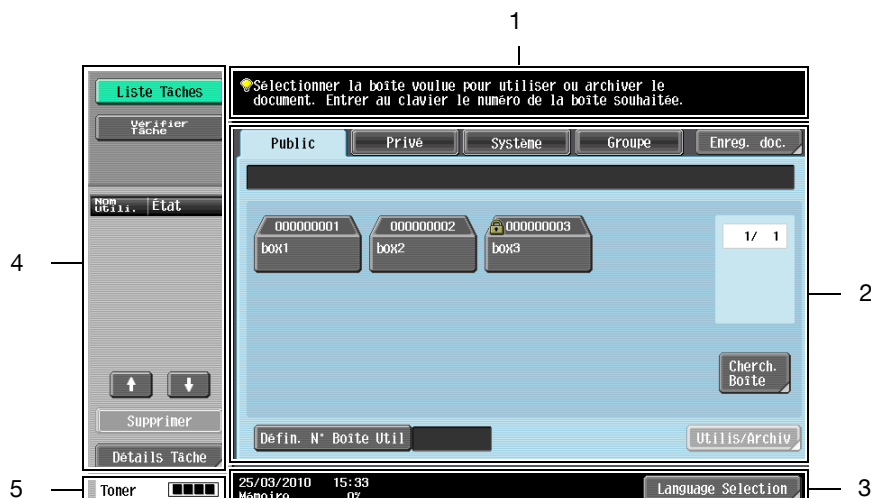 1
Liste Tâches
Sélectionner la boîte voulue pour utiliser ou archiver le
document. Entrer au clavier le numéro de la boîte souhaitée.
Vérifier
Tâche
Public Privé Système Groupe Enreg. doc.
Nom
Utili. État
000000001 000000002 000000003
box1 box2 box3
1/ 1
4
2
Cherch.
Boîte
Supprimer
Défin. N° Boîte Util
Utilis/Archiv
Détails Tâche
5
Toner
25/03/2010 15:33
Mémoire 0%
Language Selection
3